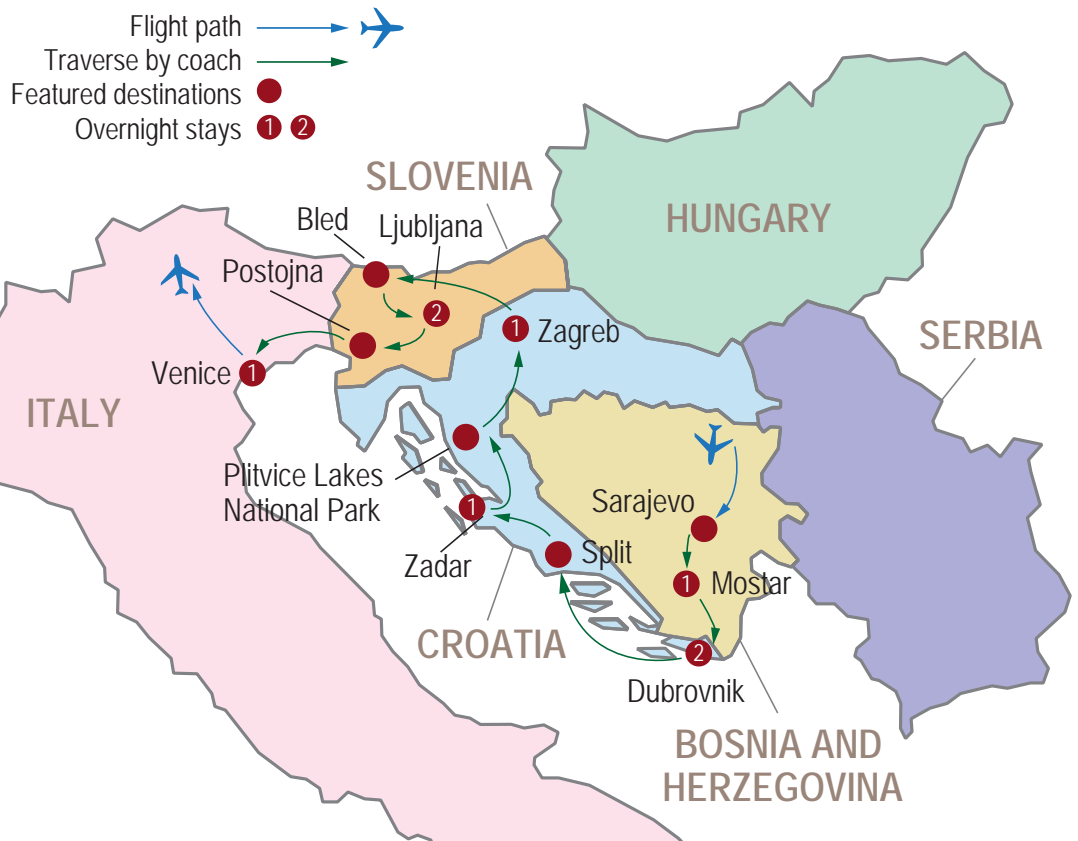 Flight path
Traverse by coach
Featured destinations
Overnight stays 1 2
SLOVENIA
HUNGARY
Bled
Ljubljana
Postojna
2
1 Zagreb
SERBIA
Venice 1
ITALY
Plitvice Lakes
National Park
Sarajevo
1
Zadar
Split
1 Mostar
CROATIA
2
Dubrovnik
BOSNIA AND
HERZEGOVINA